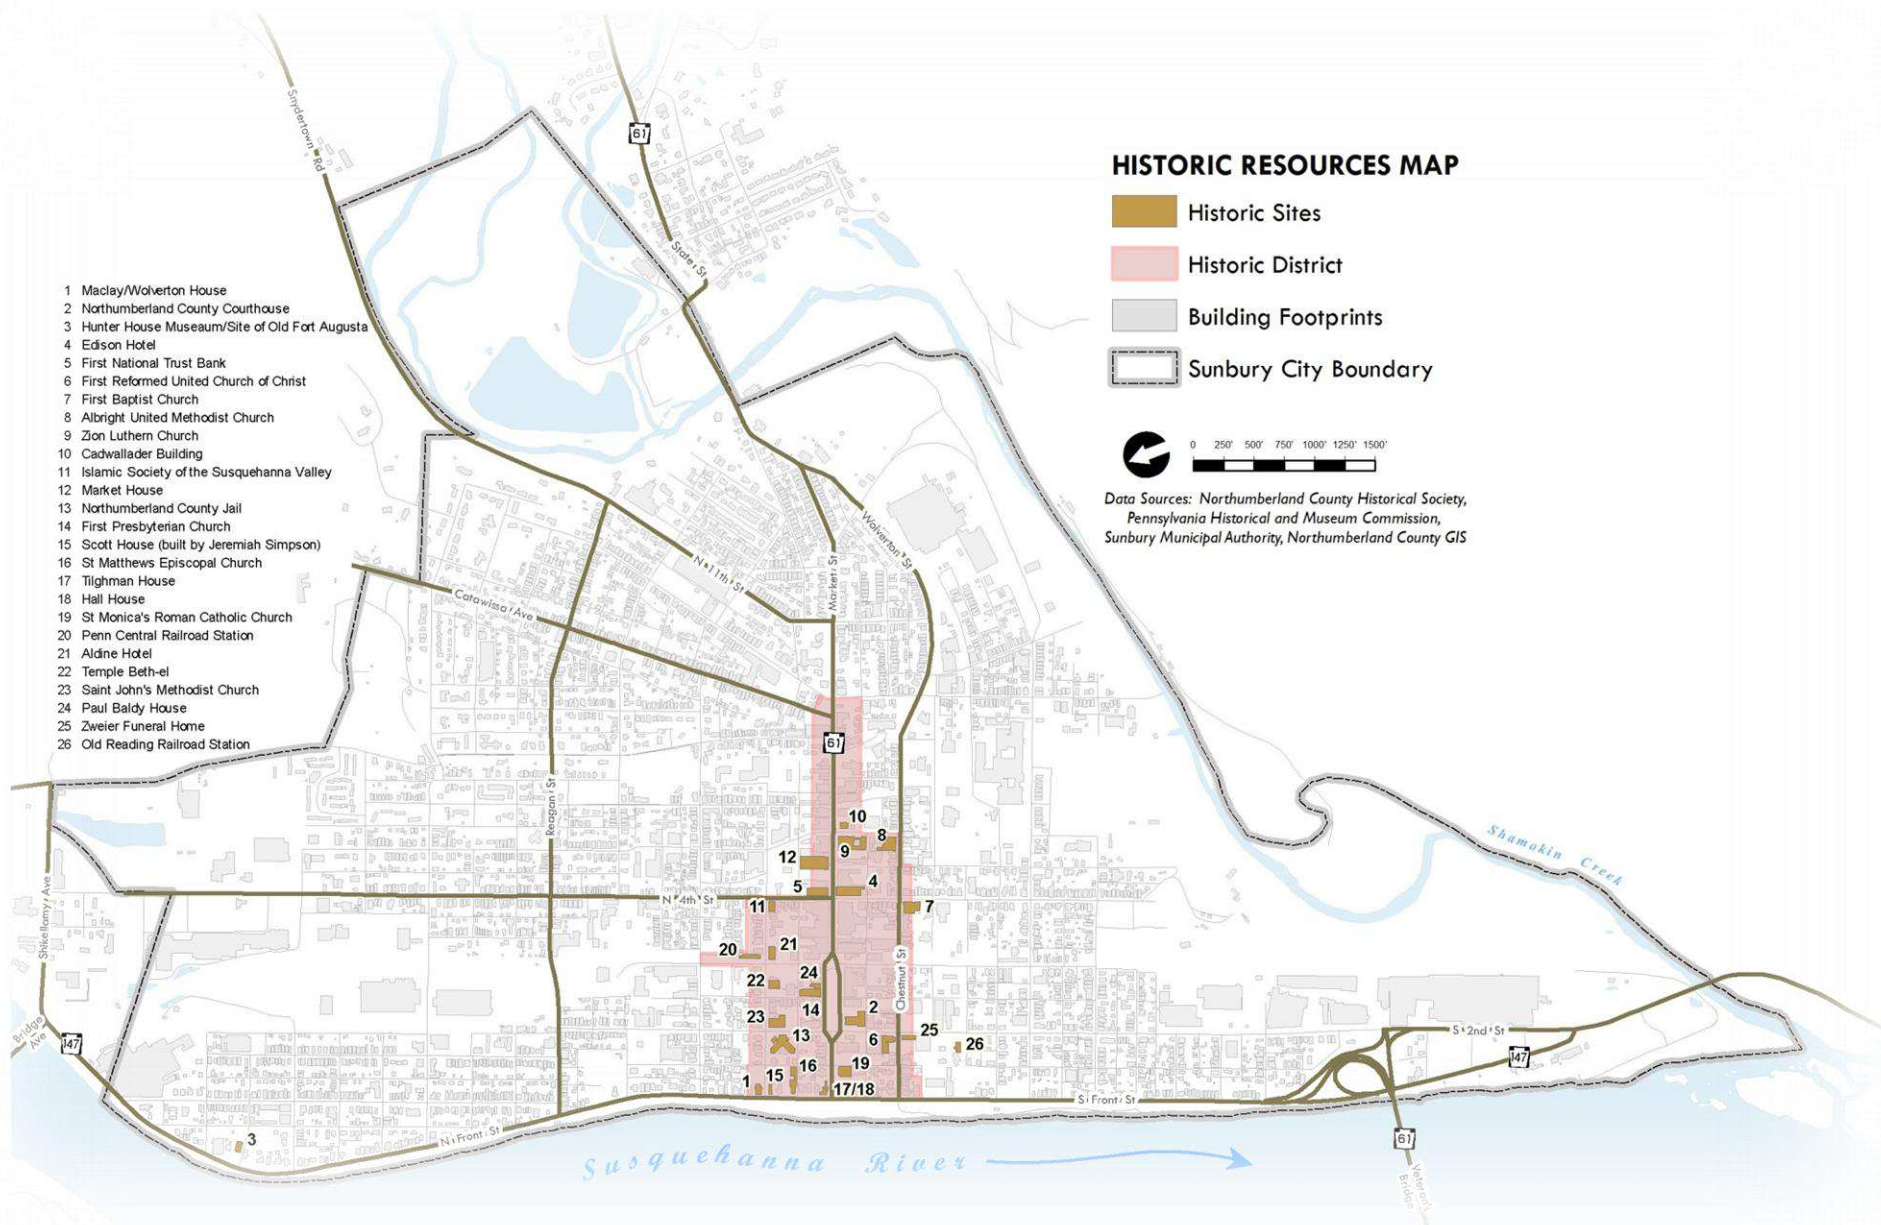 HISTORIC RESOURCES MAP
Historic Sites
Historic District
Building Footprints
Sunbury City Boundary
0 250' 500' 750' 1000' 1250' 1500'
Data Sources: Northumberland County Historical Society,
Pennsylvania Historical and Museum Commission,
Sunbury Municipal Authority, Northumberland County GIS
1 Maclay/Wolverton House
2 Northumberland County Courthouse
3 Hunter House Museaum/Site of Old Fort Augusta
4 Edison Hotel
5 First National Trust Bank
6 First Reformed United Church of Christ
7 First Baptist Church
8 Albright United Methodist Church
9 Zion Luthern Church
10 Cadwallader Building
11 Islamic Society of the Susquehanna Valley
12 Market House
13 Northumberland County Jail
14 First Presbyterian Church
15 Scott House (built by Jeremiah Simpson)
16 St Matthews Episcopal Church
17 Tilghman House
18 Hall House
19 St Monica's Roman Catholic Church
20 Penn Central Railroad Station
21 Aldine Hotel
22 Temple Beth-el
23 Saint John's Methodist Church
24 Paul Baldy House
25 Zweier Funeral Home
26 Old Reading Railroad Station
Snydertown Rd
61
State St
Wolverton St
N 11th St
Market St
Catawissa Ave
61
Reagan St
10
8
9
12
5
4
N 4th St
11
7
20
21
24
22
Chestnut St
14
2
23
13
6
25
26
16
19
15
1
17/18
3
Shikellamy Ave
Bridge
Ave
147
N Front St
S Front St
S 2nd St
147
61
Veteran's
Bridge
Shamokin Creek
Susquehanna River